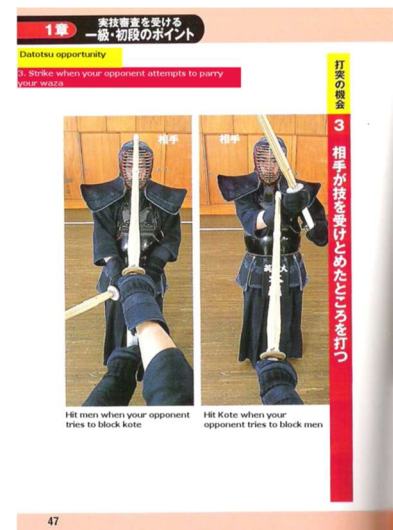 1章
実技審査を受ける
一級・初段のポイント
Datotsu opportunity
3. Strike when your opponent attempts to parry
your waza
打突の機会
3
相手が技を受けとめたところを打つ
相手
相手
Hit men when your opponent
tries to block kote
Hit Kote when your
opponent tries to block men
47